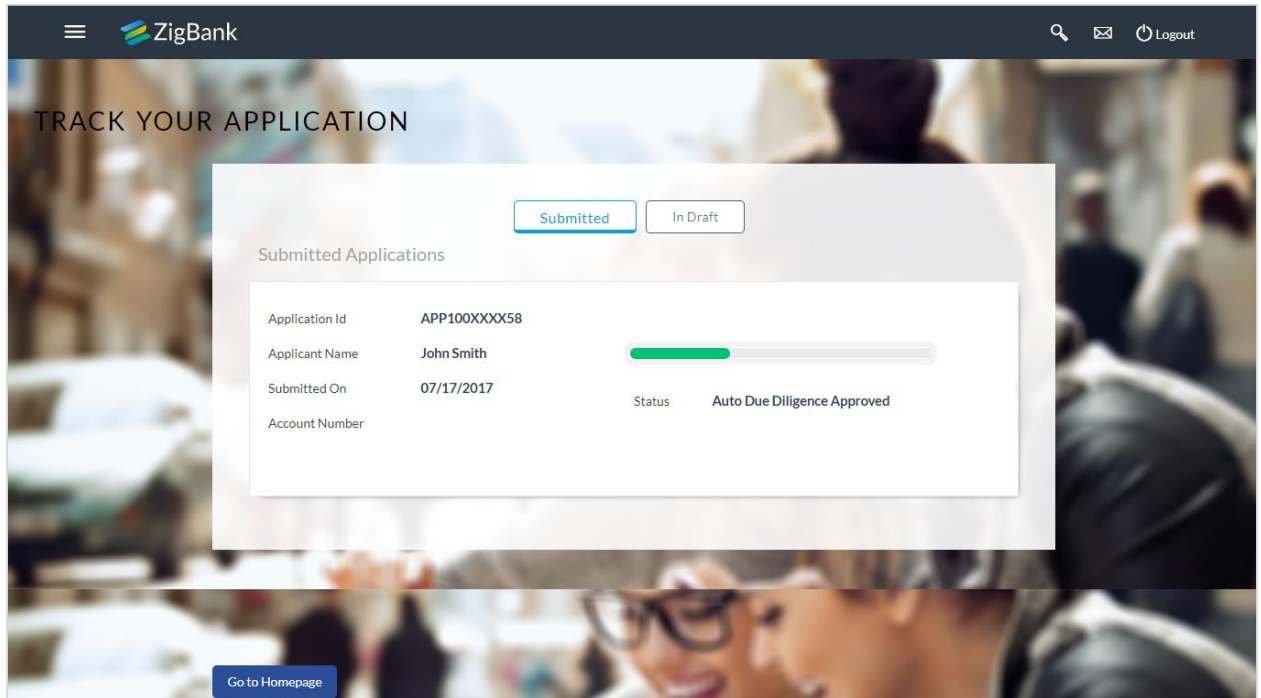 ZigBank
Logout
TRACK YOUR APPLICATION
Submitted
In Draft
Submitted Applications
Application Id APP100XXXX58
Applicant Name John Smith
Submitted On 07/17/2017
Status Auto Due Diligence Approved
Account Number
Go to Homepage